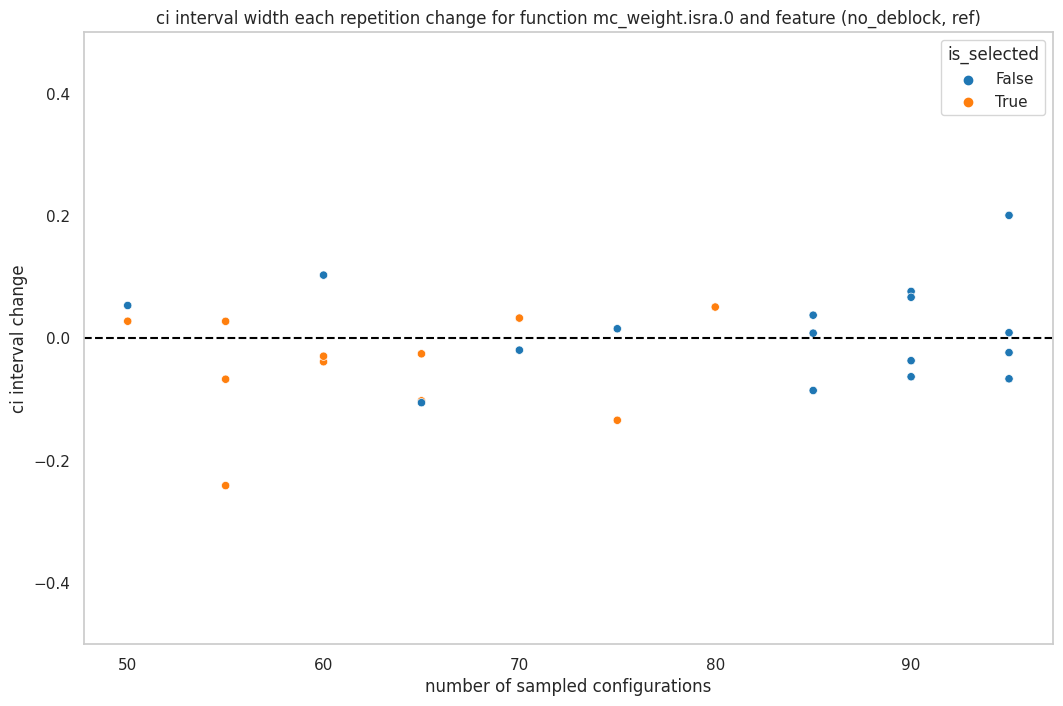 ci interval width each repetition change for function mc_weight.isra.0 and feature (no_deblock, ref)
is_selected
False
True
ci interval change
0.4
0.2
0.0
−0.2
−0.4
50
60
70
80
90
number of sampled configurations